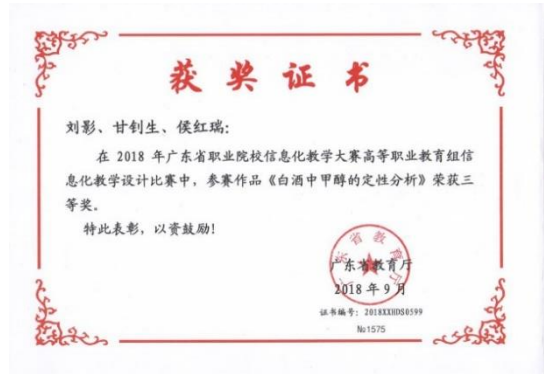 获奖证书
刘影、甘钊生、侯红瑞：
在 2018 年广东省职业院校信息化教学大赛高等职业教育组信
息化教学设计比赛中，参赛作品《白酒中甲醇的定性分析》荣获三
等奖。
特此表彰，以资鼓励！
广东省教育厅
2018 年 9 月
证书编号：2018XXHDS0599
No1575